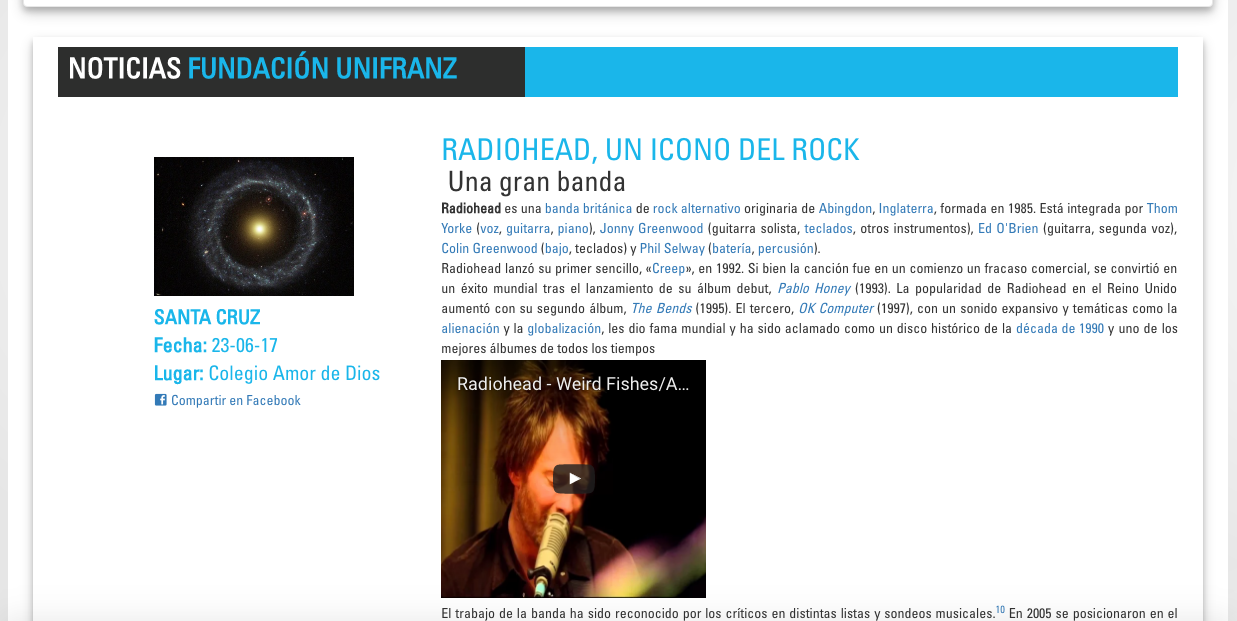 NOTICIAS FUNDACIÓN UNIFRANZ
SANTA CRUZ
Fecha: 23-06-17
Lugar: Colegio Amor de Dios
Compartir en Facebook
RADIOHEAD, UN ICONO DEL ROCK
Una gran banda
Radiohead es una banda británica de rock alternativo originaria de Abingdon, Inglaterra, formada en 1985. Está integrada por Thom
Yorke (voz, guitarra, piano), Jonny Greenwood (guitarra solista, teclados, otros instrumentos), Ed O'Brien (guitarra, segunda voz),
Colin Greenwood (bajo, teclados) y Phil Selway (batería, percusión).
Radiohead lanzó su primer sencillo, «Creep», en 1992. Si bien la canción fue en un comienzo un fracaso comercial, se convirtió en
un éxito mundial tras el lanzamiento de su álbum debut, Pablo Honey (1993). La popularidad de Radiohead en el Reino Unido
aumentó con su segundo álbum, The Bends (1995). El tercero, OK Computer (1997), con un sonido expansivo y temáticas como la
alienación y la globalización, les dio fama mundial y ha sido aclamado como un disco histórico de la década de 1990 y uno de los
mejores álbumes de todos los tiempos
Radiohead - Weird Fishes/A...
El trabajo de la banda ha sido reconocido por los críticos en distintas listas y sondeos musicales.10 En 2005 se posicionaron en el